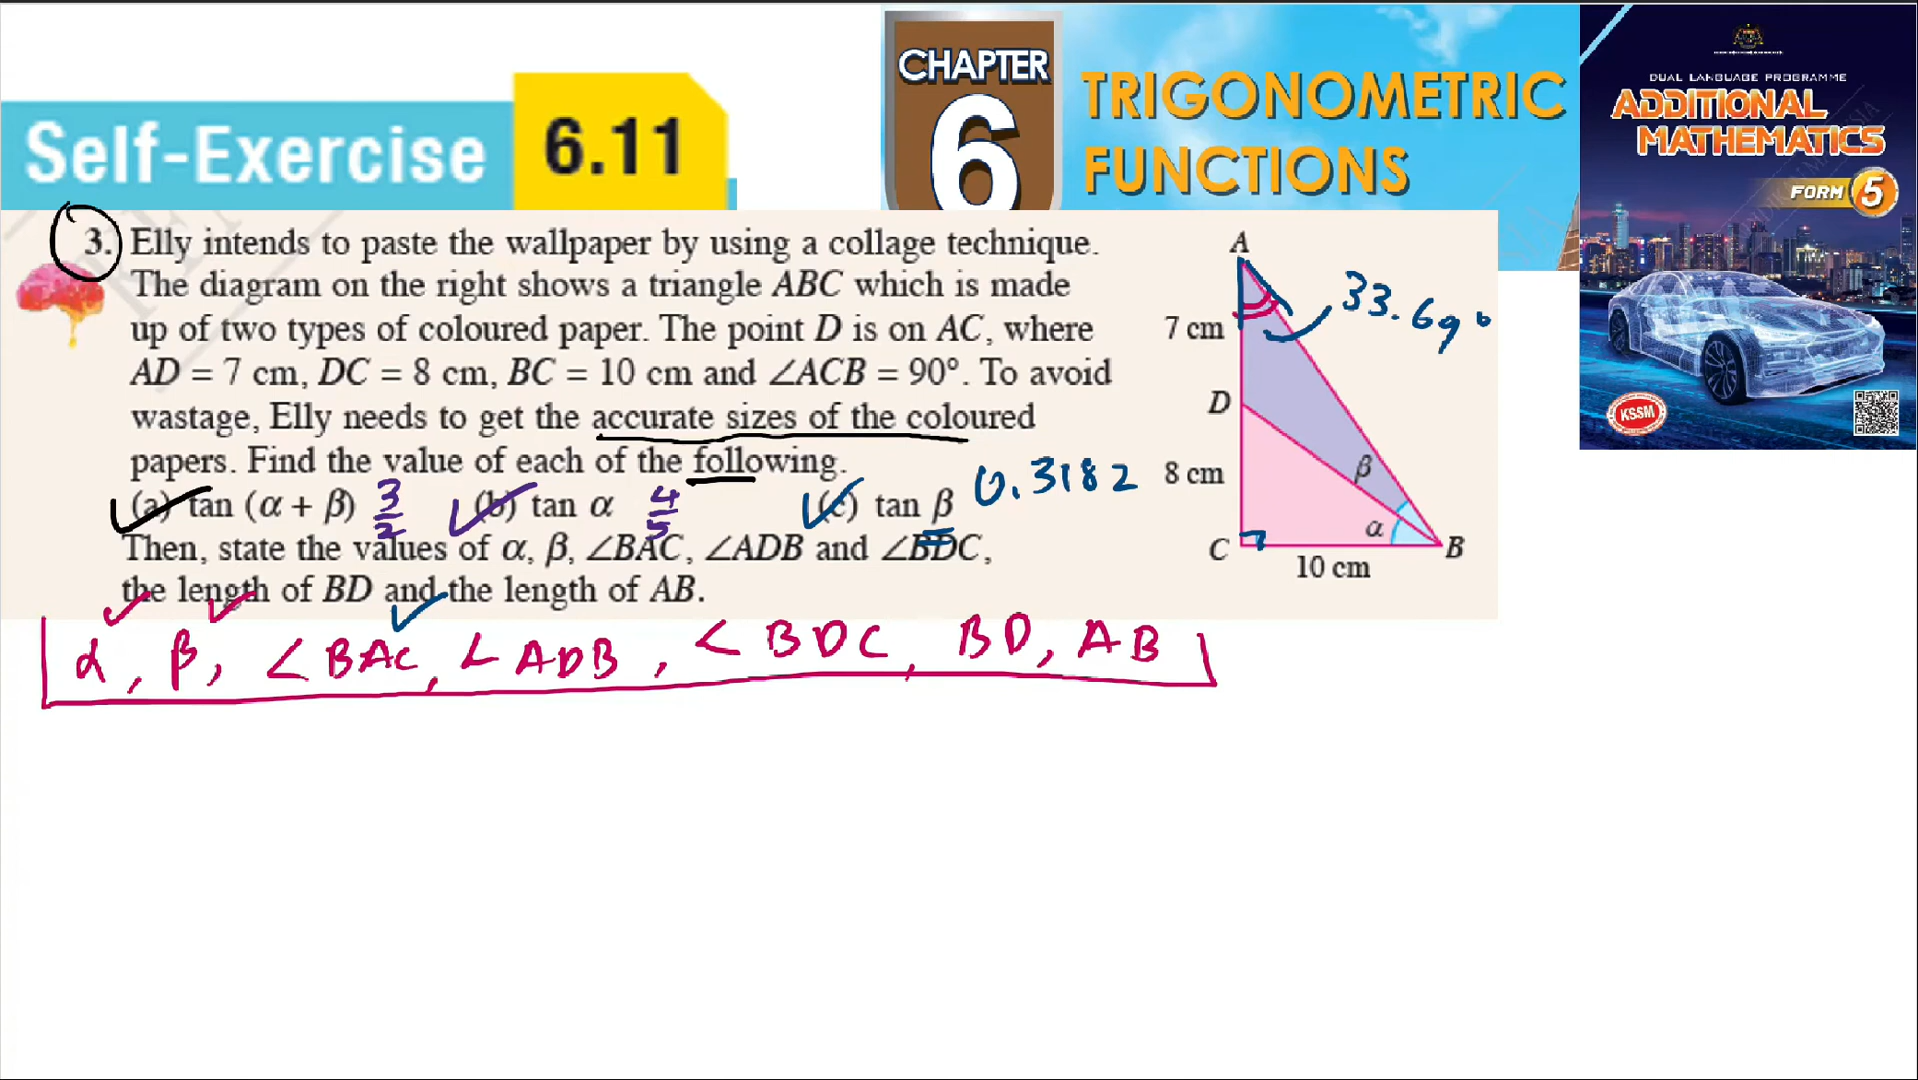 CHAPTER
6
TRIGONOMETRIC
FUNCTIONS
DUAL LANGUAGE PROGRAMME
ADDITIONAL
MATHEMATICS
FORM 5
KSSM
Self-Exercise 6.11
3. Elly intends to paste the wallpaper by using a collage technique.
The diagram on the right shows a triangle ABC which is made
up of two types of coloured paper. The point D is on AC, where
AD = 7 cm, DC = 8 cm, BC = 10 cm and ∠ACB = 90°. To avoid
wastage, Elly needs to get the accurate sizes of the coloured
papers. Find the value of each of the following.
(a) tan (α + β) 3/2 (b) tan α 4/5 (c) tan β 0.3182
Then, state the values of α, β, ∠BAC, ∠ADB and ∠BDC,
the length of BD and the length of AB.
A
33.69°
7 cm
D
8 cm
β
α
C
B
10 cm
α, β, ∠BAC, ∠ADB, ∠BDC, BD, AB